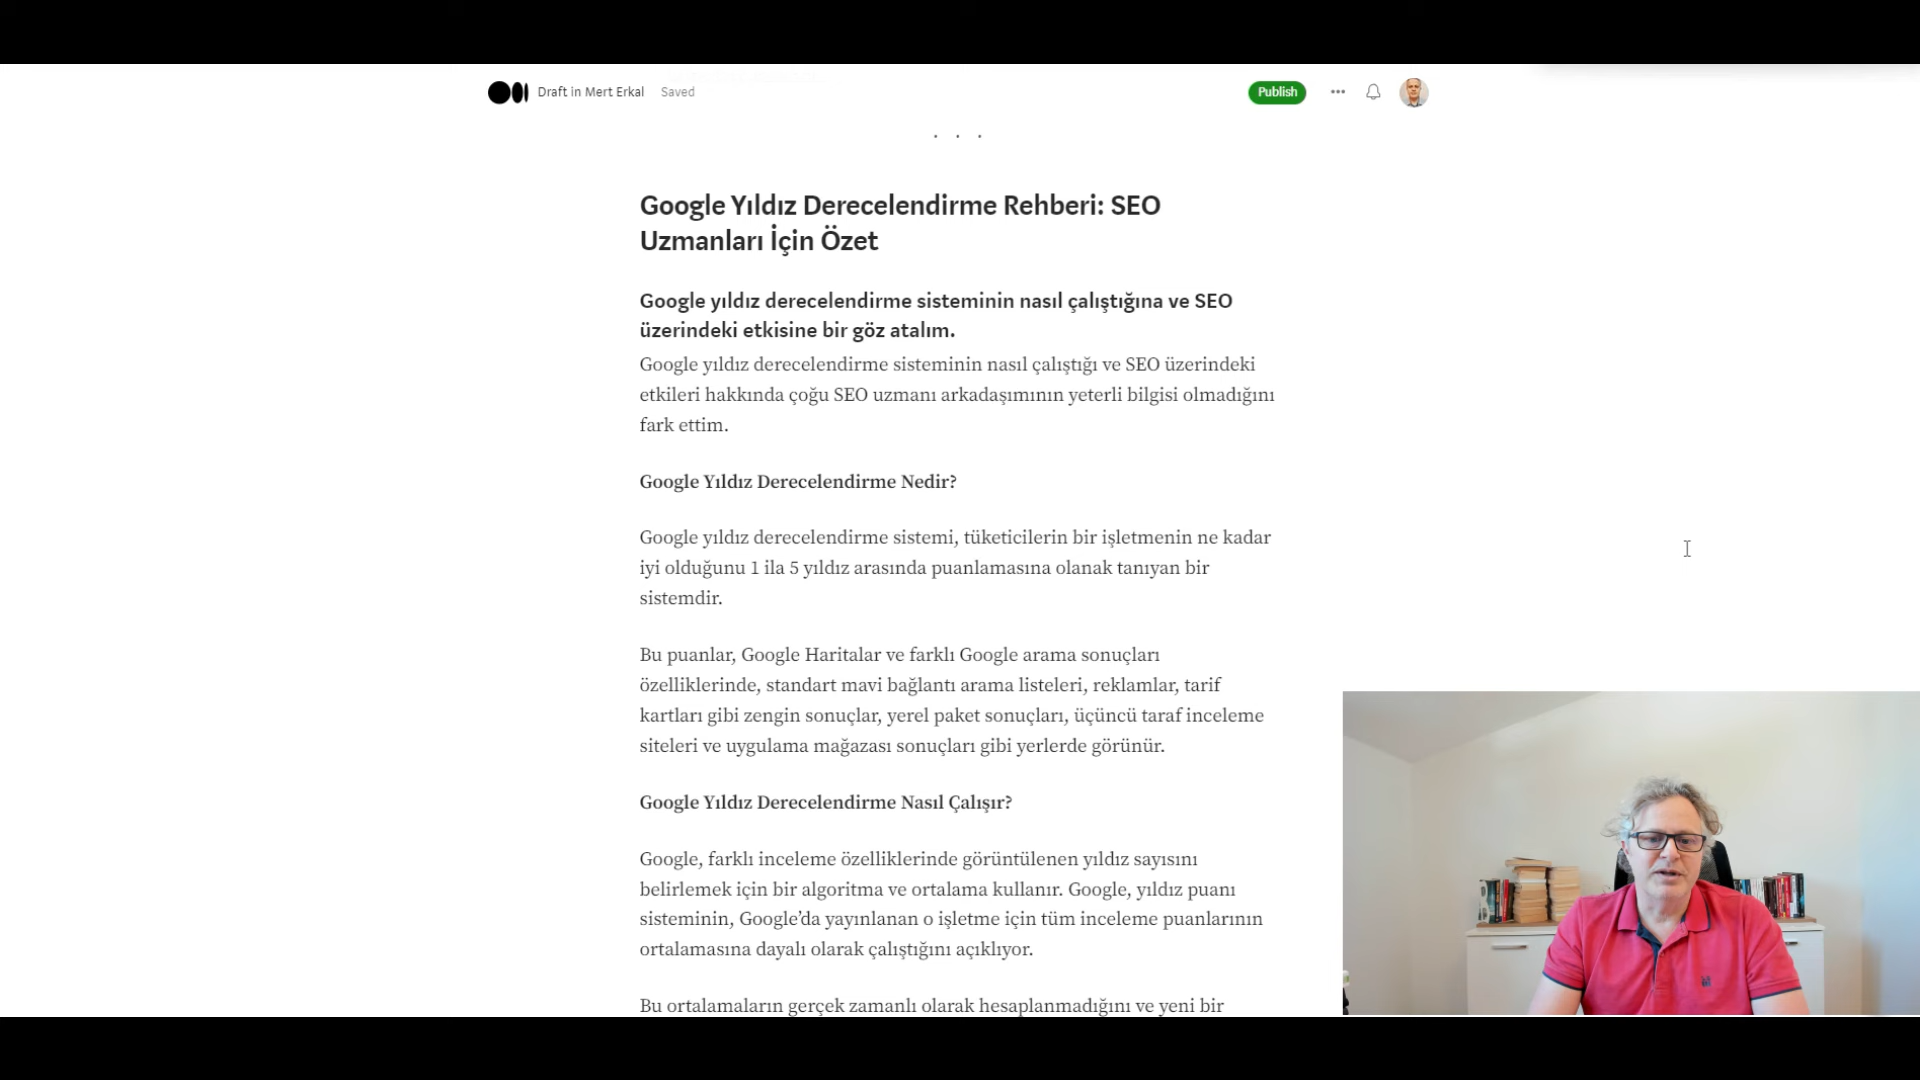 Draft in Mert Erkal Saved
Publish
Google Yıldız Derecelendirme Rehberi: SEO
Uzmanları İçin Özet
Google yıldız derecelendirme sisteminin nasıl çalıştığına ve SEO
üzerindeki etkisine bir göz atalım.
Google yıldız derecelendirme sisteminin nasıl çalıştığı ve SEO üzerindeki
etkileri hakkında çoğu SEO uzmanı arkadaşımının yeterli bilgisi olmadığını
fark ettim.
Google Yıldız Derecelendirme Nedir?
Google yıldız derecelendirme sistemi, tüketicilerin bir işletmenin ne kadar
iyi olduğunu 1 ila 5 yıldız arasında puanlamasına olanak tanıyan bir
sistemdir.
Bu puanlar, Google Haritalar ve farklı Google arama sonuçları
özelliklerinde, standart mavi bağlantı arama listeleri, reklamlar, tarif
kartları gibi zengin sonuçlar, yerel paket sonuçları, üçüncü taraf inceleme
siteleri ve uygulama mağazası sonuçları gibi yerlerde görünür.
Google Yıldız Derecelendirme Nasıl Çalışır?
Google, farklı inceleme özelliklerinde görüntülenen yıldız sayısını
belirlemek için bir algoritma ve ortalama kullanır. Google, yıldız puanı
sisteminin, Google’da yayınlanan o işletme için tüm inceleme puanlarının
ortalamasına dayalı olarak çalıştığını açıklıyor.
Bu ortalamaların gerçek zamanlı olarak hesaplanmadığını ve yeni bir